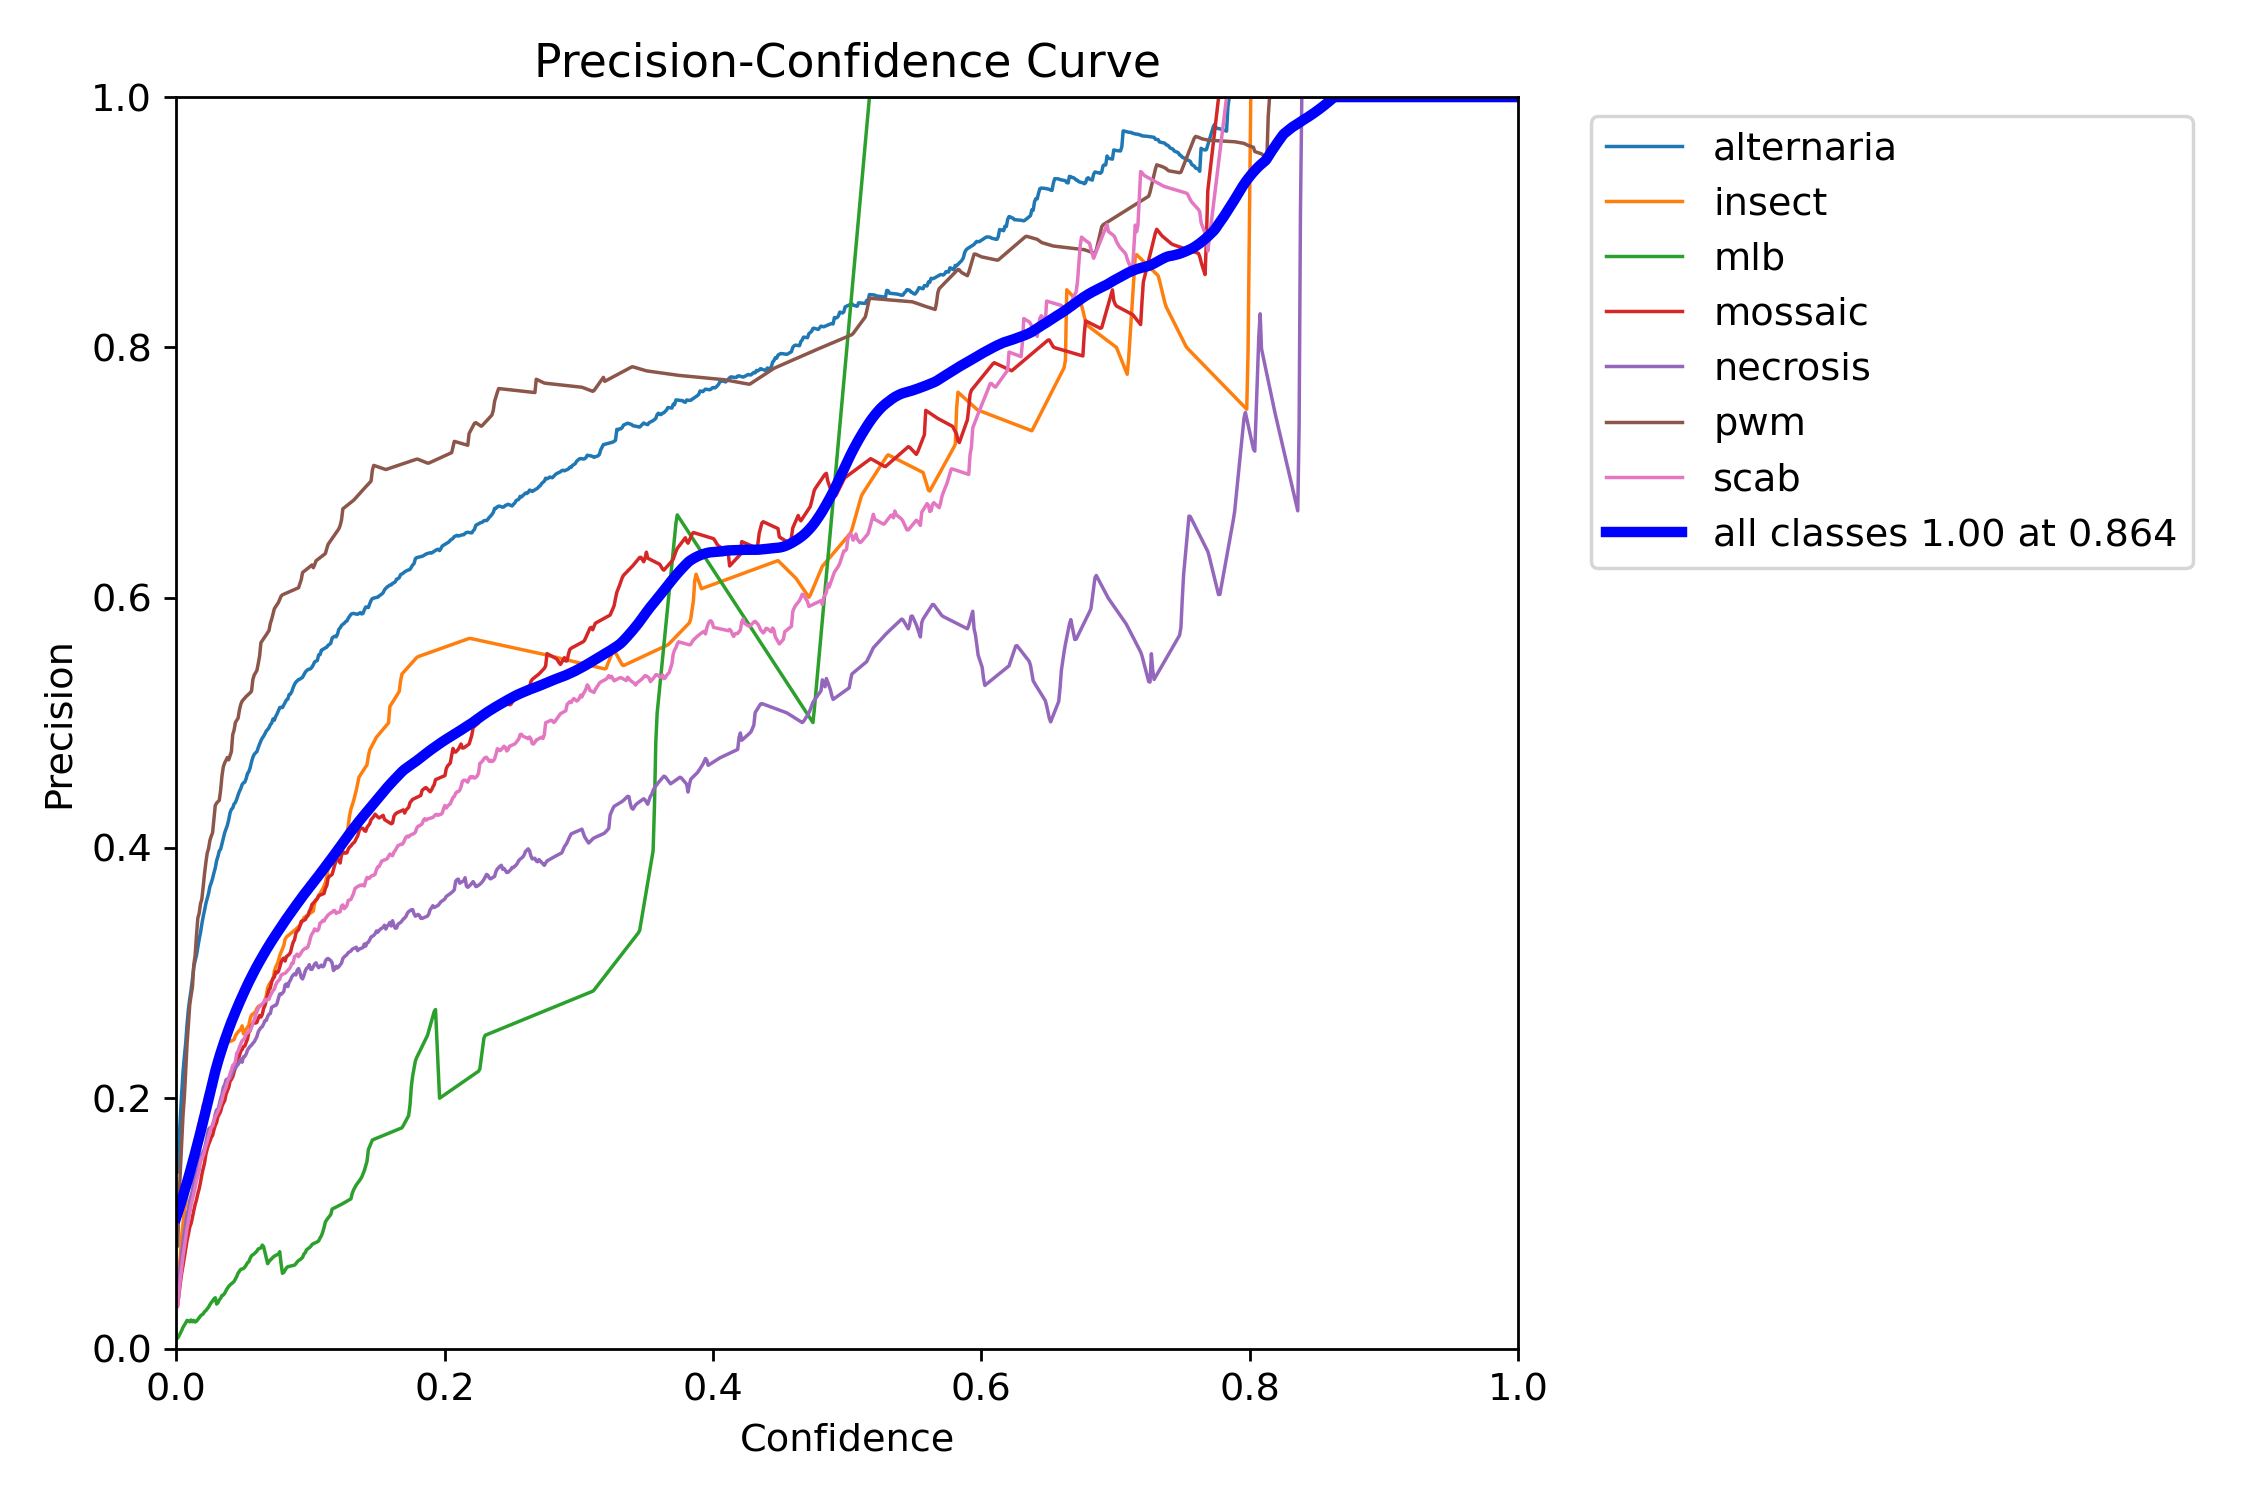 Precision-Confidence Curve
1.0
0.8
0.6
0.4
0.2
0.0
Precision
0.0 0.2 0.4 0.6 0.8 1.0
Confidence
alternaria
insect
mlb
mossaic
necrosis
pwm
scab
all classes 1.00 at 0.864